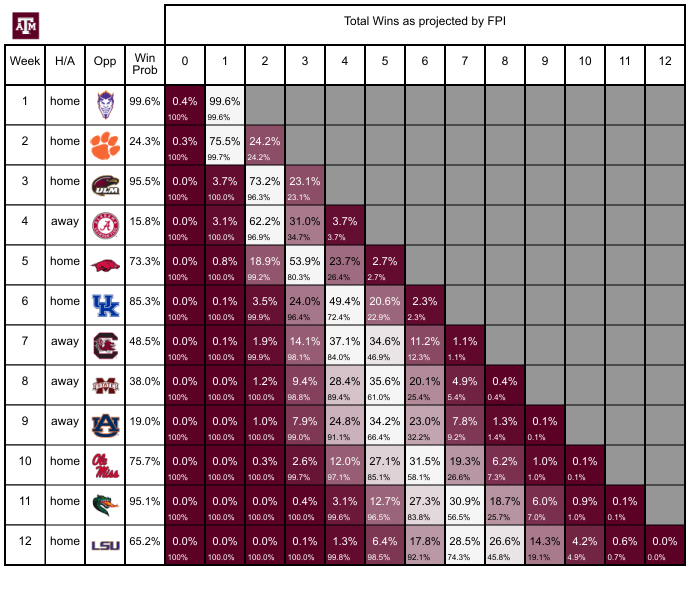 A&M
Total Wins as projected by FPI
Week H/A Opp Win Prob 0 1 2 3 4 5 6 7 8 9 10 11 12
1 home 99.6% 0.4% 99.6%
100% 99.6%
2 home 24.3% 0.3% 75.5% 24.2%
100% 99.7% 24.2%
3 home ULM 95.5% 0.0% 3.7% 73.2% 23.1%
100% 100.0% 96.3% 23.1%
4 away A 15.8% 0.0% 3.1% 62.2% 31.0% 3.7%
100% 100.0% 96.9% 34.7% 3.7%
5 home 73.3% 0.0% 0.8% 18.9% 53.9% 23.7% 2.7%
100% 100.0% 99.2% 80.3% 26.4% 2.7%
6 home UK 85.3% 0.0% 0.1% 3.5% 24.0% 49.4% 20.6% 2.3%
100% 100.0% 99.9% 96.4% 72.4% 22.9% 2.3%
7 away C 48.5% 0.0% 0.1% 1.9% 14.1% 37.1% 34.6% 11.2% 1.1%
100% 100.0% 99.9% 98.1% 84.0% 46.9% 12.3% 1.1%
8 away STATE 38.0% 0.0% 0.0% 1.2% 9.4% 28.4% 35.6% 20.1% 4.9% 0.4%
100% 100.0% 100.0% 98.8% 89.4% 61.0% 25.4% 5.4% 0.4%
9 away AU 19.0% 0.0% 0.0% 1.0% 7.9% 24.8% 34.2% 23.0% 7.8% 1.3% 0.1%
100% 100.0% 100.0% 99.0% 91.1% 66.4% 32.2% 9.2% 1.4% 0.1%
10 home Ole Miss 75.7% 0.0% 0.0% 0.3% 2.6% 12.0% 27.1% 31.5% 19.3% 6.2% 1.0% 0.1%
100% 100.0% 100.0% 99.7% 97.1% 85.1% 58.1% 26.6% 7.3% 1.0% 0.1%
11 home 95.1% 0.0% 0.0% 0.0% 0.4% 3.1% 12.7% 27.3% 30.9% 18.7% 6.0% 0.9% 0.1%
100% 100.0% 100.0% 100.0% 99.6% 96.5% 83.8% 56.5% 25.7% 7.0% 1.0% 0.1%
12 home LSU 65.2% 0.0% 0.0% 0.0% 0.1% 1.3% 6.4% 17.8% 28.5% 26.6% 14.3% 4.2% 0.6% 0.0%
100% 100.0% 100.0% 100.0% 99.8% 98.5% 92.1% 74.3% 45.8% 19.1% 4.9% 0.7% 0.0%